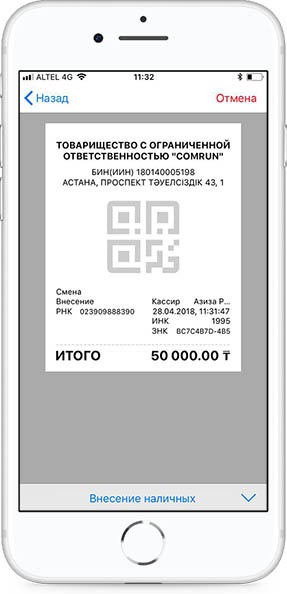 ALTEL 4G 11:32
Назад Отмена
ТОВАРИЩЕСТВО С ОГРАНИЧЕННОЙ
ОТВЕТСТВЕННОСТЬЮ "COMRUN"
БИН(ИИН) 180140005198
АСТАНА, ПРОСПЕКТ ТӘУЕЛСІЗДІК 43, 1
Смена
Внесение Кассир Азиза Р...
РНК 023909888390 28.04.2018, 11:31:47
ИНК 1995
ЗНК BC7C4B7D-4B5
ИТОГО 50 000.00 ₸
Внесение наличных